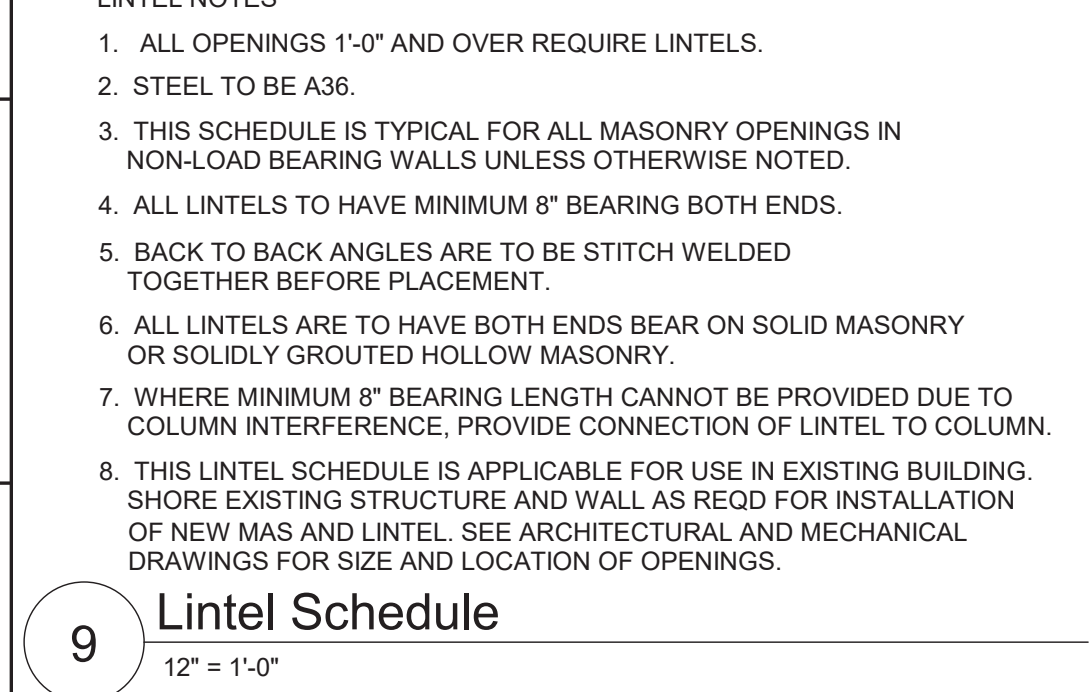 LINTEL NOTES
1. ALL OPENINGS 1'-0" AND OVER REQUIRE LINTELS.
2. STEEL TO BE A36.
3. THIS SCHEDULE IS TYPICAL FOR ALL MASONRY OPENINGS IN
NON-LOAD BEARING WALLS UNLESS OTHERWISE NOTED.
4. ALL LINTELS TO HAVE MINIMUM 8" BEARING BOTH ENDS.
5. BACK TO BACK ANGLES ARE TO BE STITCH WELDED
TOGETHER BEFORE PLACEMENT.
6. ALL LINTELS ARE TO HAVE BOTH ENDS BEAR ON SOLID MASONRY
OR SOLIDLY GROUTED HOLLOW MASONRY.
7. WHERE MINIMUM 8" BEARING LENGTH CANNOT BE PROVIDED DUE TO
COLUMN INTERFERENCE, PROVIDE CONNECTION OF LINTEL TO COLUMN.
8. THIS LINTEL SCHEDULE IS APPLICABLE FOR USE IN EXISTING BUILDING.
SHORE EXISTING STRUCTURE AND WALL AS REQD FOR INSTALLATION
OF NEW MAS AND LINTEL. SEE ARCHITECTURAL AND MECHANICAL
DRAWINGS FOR SIZE AND LOCATION OF OPENINGS.
9 Lintel Schedule
12" = 1'-0"